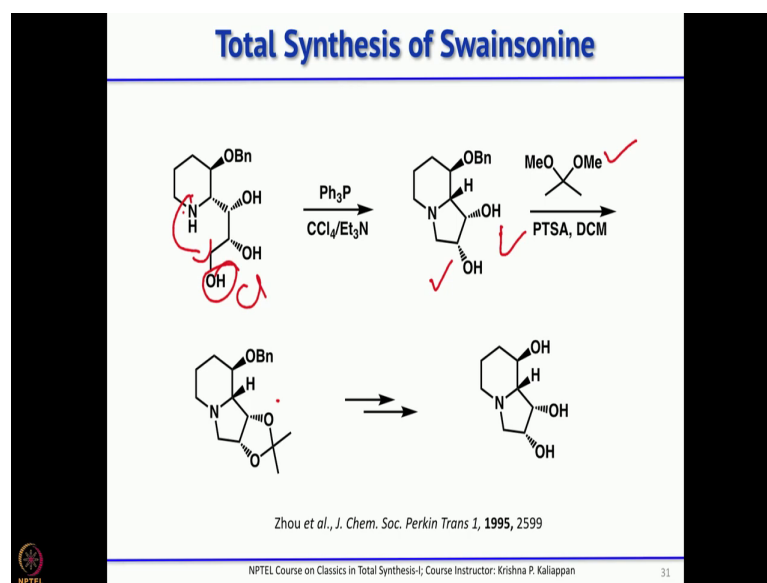 Total Synthesis of Swainsonine
OBn
OH
N
H
OH
OH
Cl
Ph₃P
CCl₄/Et₃N
OBn
H
N
OH
OH
MeO OMe
PTSA, DCM
OBn
H
N
O
O
OH
H
N
OH
OH
Zhou et al., J. Chem. Soc. Perkin Trans 1, 1995, 2599
NPTEL
NPTEL Course on Classics in Total Synthesis-I; Course Instructor: Krishna P. Kaliappan
31